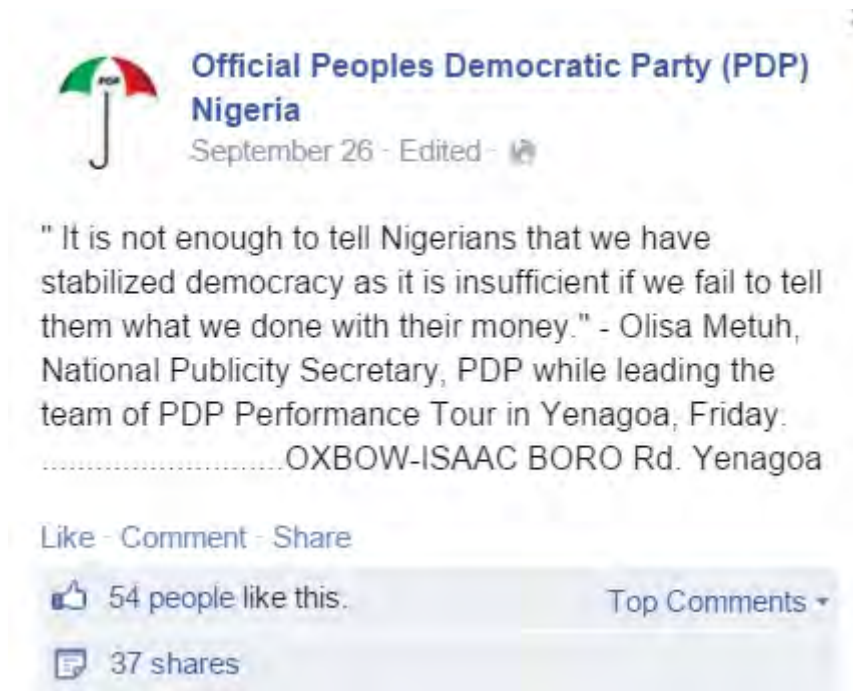 PDP
Official Peoples Democratic Party (PDP)
Nigeria
September 26 · Edited ·
" It is not enough to tell Nigerians that we have
stabilized democracy as it is insufficient if we fail to tell
them what we done with their money." - Olisa Metuh,
National Publicity Secretary, PDP while leading the
team of PDP Performance Tour in Yenagoa, Friday.
............................OXBOW-ISAAC BORO Rd. Yenagoa
Like · Comment · Share
54 people like this.
Top Comments
37 shares